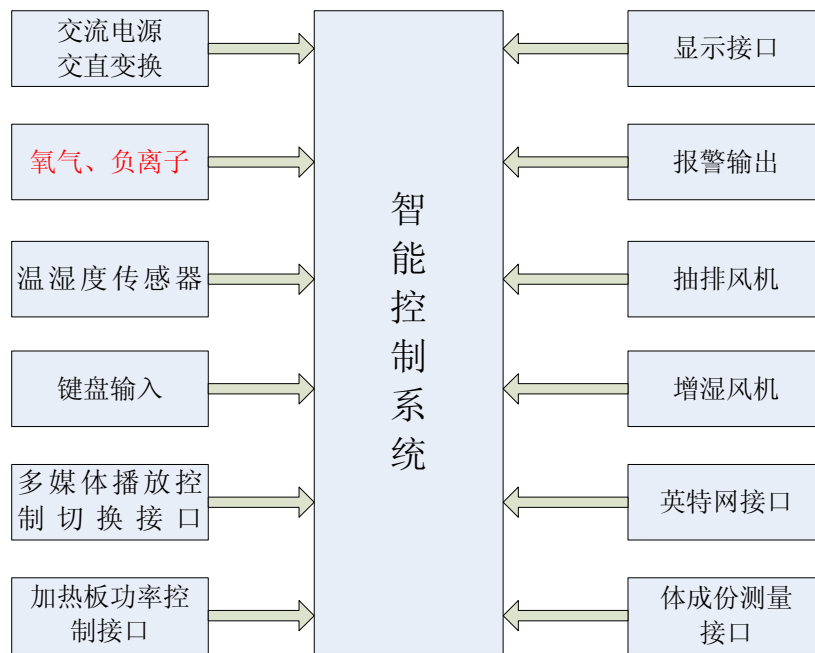 交流电源
交直变换
氧气、负离子
温湿度传感器
键盘输入
多媒体播放控
制切换接口
加热板功率控
制接口
智
能
控
制
系
统
显示接口
报警输出
抽排风机
增湿风机
英特网接口
体成份测量
接口